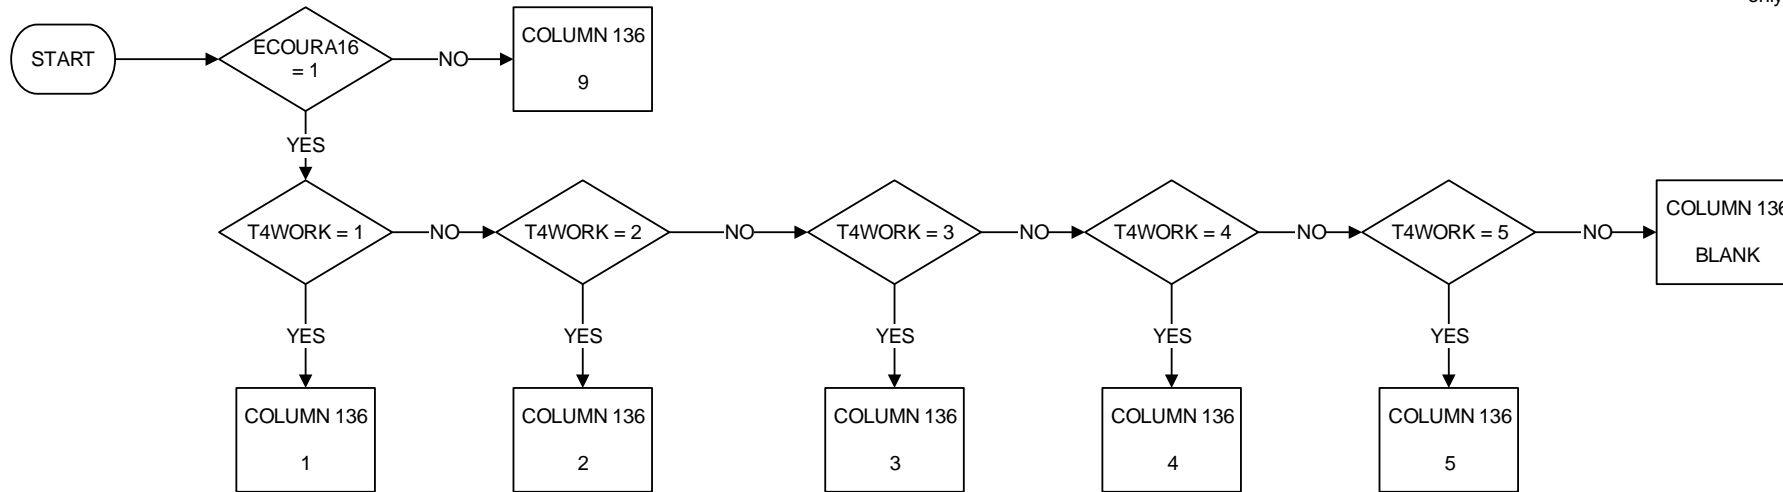 only
START
ECOURA16
= 1
NO
COLUMN 136
9
YES
T4WORK = 1
NO
T4WORK = 2
NO
T4WORK = 3
NO
T4WORK = 4
NO
T4WORK = 5
NO
COLUMN 136
BLANK
YES
YES
YES
YES
YES
COLUMN 136
1
COLUMN 136
2
COLUMN 136
3
COLUMN 136
4
COLUMN 136
5